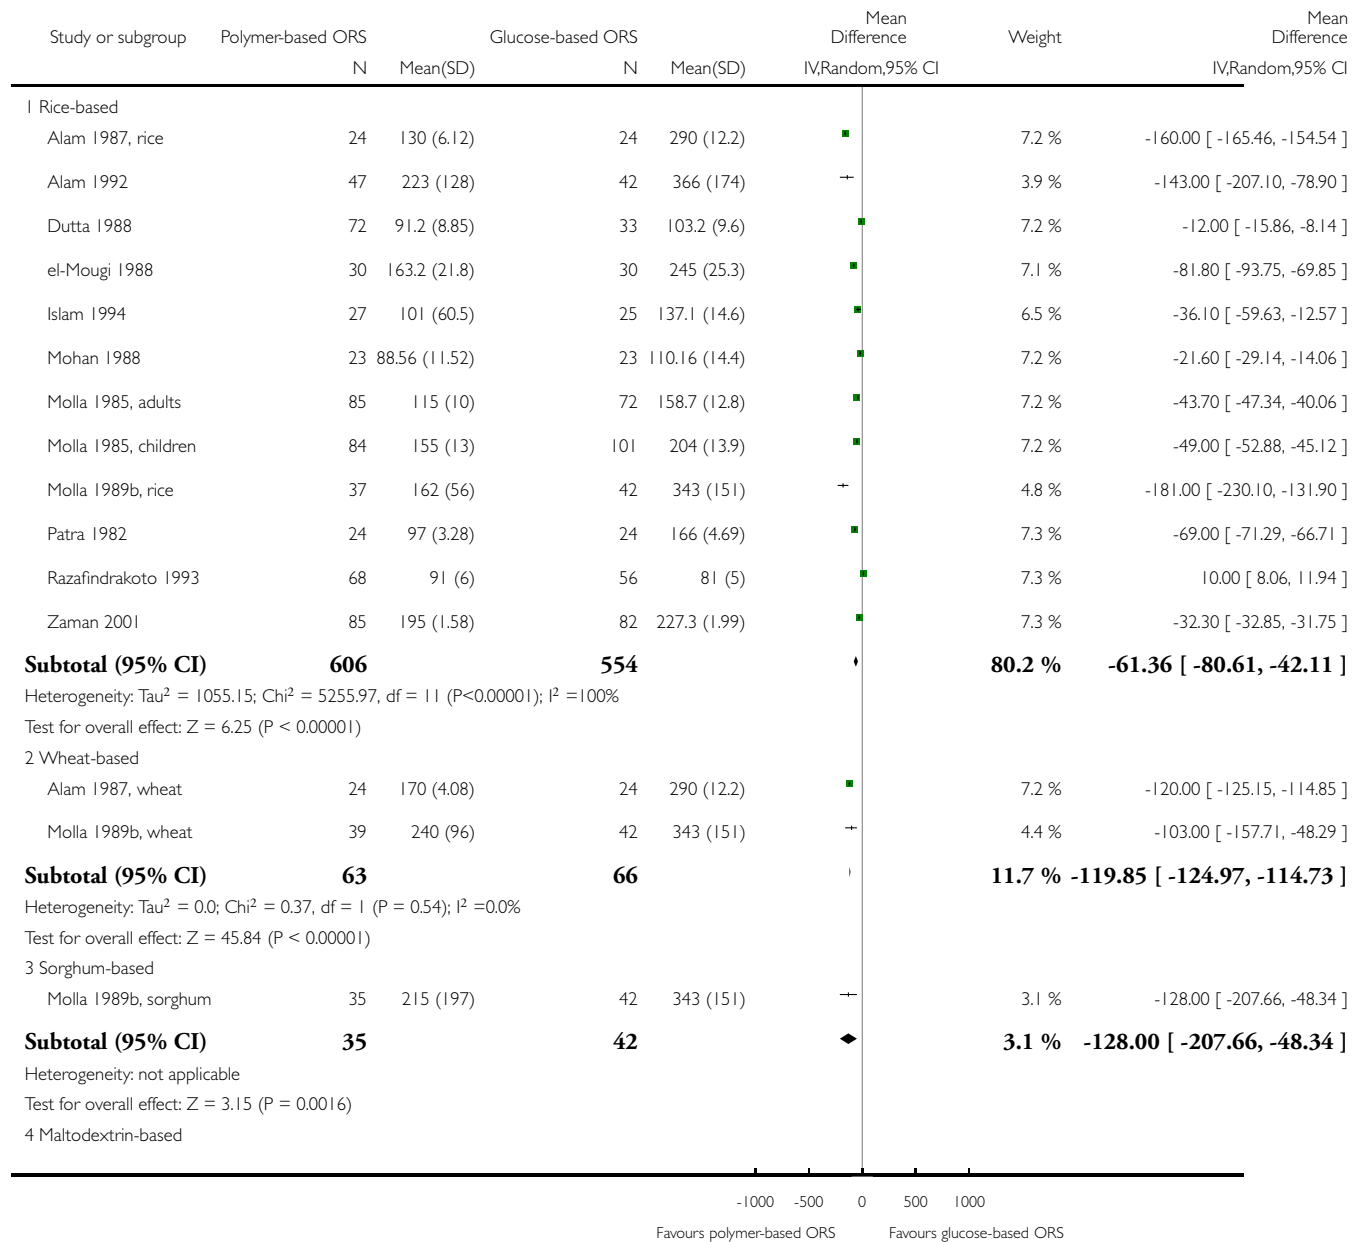 Study or subgroup Polymer-based ORS Glucose-based ORS Mean Difference Weight Mean Difference
N Mean(SD) N Mean(SD) IV,Random,95% CI IV,Random,95% CI
1 Rice-based
Alam 1987, rice 24 130 (6.12) 24 290 (12.2) 7.2 % -160.00 [ -165.46, -154.54 ]
Alam 1992 47 223 (128) 42 366 (174) 3.9 % -143.00 [ -207.10, -78.90 ]
Dutta 1988 72 91.2 (8.85) 33 103.2 (9.6) 7.2 % -12.00 [ -15.86, -8.14 ]
el-Mougi 1988 30 163.2 (21.8) 30 245 (25.3) 7.1 % -81.80 [ -93.75, -69.85 ]
Islam 1994 27 101 (60.5) 25 137.1 (14.6) 6.5 % -36.10 [ -59.63, -12.57 ]
Mohan 1988 23 88.56 (11.52) 23 110.16 (14.4) 7.2 % -21.60 [ -29.14, -14.06 ]
Molla 1985, adults 85 115 (10) 72 158.7 (12.8) 7.2 % -43.70 [ -47.34, -40.06 ]
Molla 1985, children 84 155 (13) 101 204 (13.9) 7.2 % -49.00 [ -52.88, -45.12 ]
Molla 1989b, rice 37 162 (56) 42 343 (151) 4.8 % -181.00 [ -230.10, -131.90 ]
Patra 1982 24 97 (3.28) 24 166 (4.69) 7.3 % -69.00 [ -71.29, -66.71 ]
Razafindrakoto 1993 68 91 (6) 56 81 (5) 7.3 % 10.00 [ 8.06, 11.94 ]
Zaman 2001 85 195 (1.58) 82 227.3 (1.99) 7.3 % -32.30 [ -32.85, -31.75 ]
Subtotal (95% CI) 606 554 80.2 % -61.36 [ -80.61, -42.11 ]
Heterogeneity: Tau² = 1055.15; Chi² = 5255.97, df = 11 (P<0.00001); I² =100%
Test for overall effect: Z = 6.25 (P < 0.00001)
2 Wheat-based
Alam 1987, wheat 24 170 (4.08) 24 290 (12.2) 7.2 % -120.00 [ -125.15, -114.85 ]
Molla 1989b, wheat 39 240 (96) 42 343 (151) 4.4 % -103.00 [ -157.71, -48.29 ]
Subtotal (95% CI) 63 66 11.7 % -119.85 [ -124.97, -114.73 ]
Heterogeneity: Tau² = 0.0; Chi² = 0.37, df = 1 (P = 0.54); I² =0.0%
Test for overall effect: Z = 45.84 (P < 0.00001)
3 Sorghum-based
Molla 1989b, sorghum 35 215 (197) 42 343 (151) 3.1 % -128.00 [ -207.66, -48.34 ]
Subtotal (95% CI) 35 42 3.1 % -128.00 [ -207.66, -48.34 ]
Heterogeneity: not applicable
Test for overall effect: Z = 3.15 (P = 0.0016)
4 Maltodextrin-based
-1000 -500 0 500 1000
Favours polymer-based ORS Favours glucose-based ORS